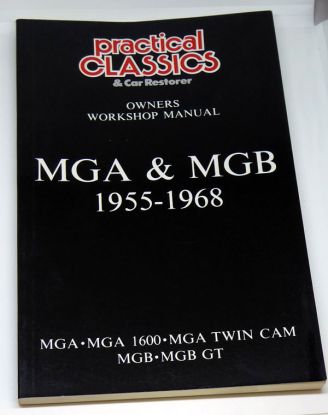 practical
CLASSICS
& Car Restorer
OWNERS
WORKSHOP MANUAL
MGA & MGB
1955-1968
MGA•MGA 1600•MGA TWIN CAM
MGB•MGB GT